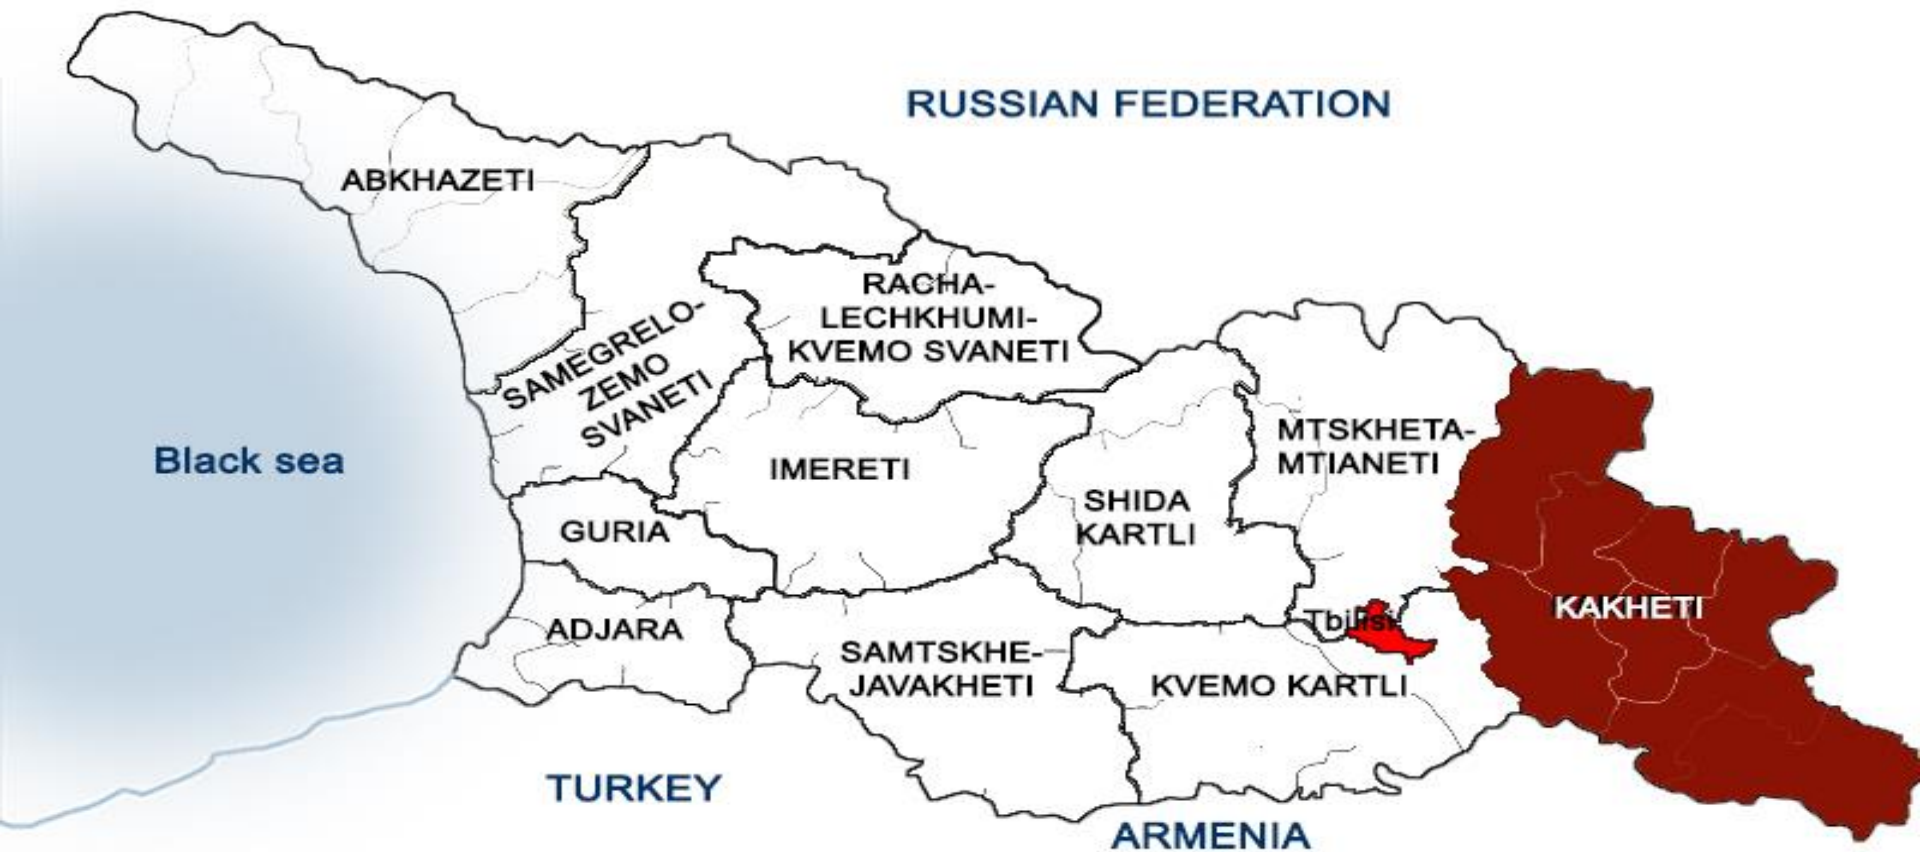 RUSSIAN FEDERATION
ABKHAZETI
RACHA-
LECHKHUMI-
KVEMO SVANETI
SAMEGRELO-
ZEMO
SVANETI
MTSKHETA-
MTIANETI
Black sea
IMERETI
SHIDA
KARTLI
GURIA
KAKHETI
Tbilisi
ADJARA
SAMTSKHE-
JAVAKHETI
KVEMO KARTLI
TURKEY
ARMENIA